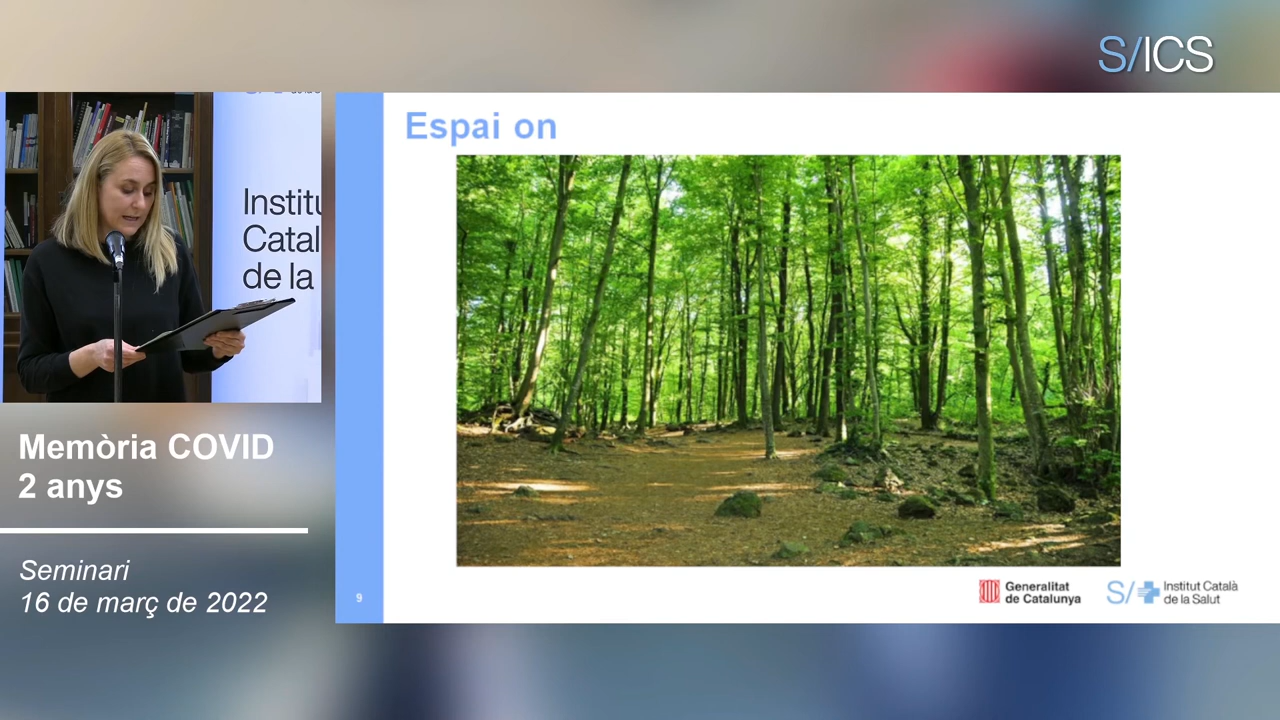 S/ICS
Institu
Catal
de la
Memòria COVID
2 anys
Seminari
16 de març de 2022
Espai on
9
Generalitat
de Catalunya
S/ Institut Català
de la Salut